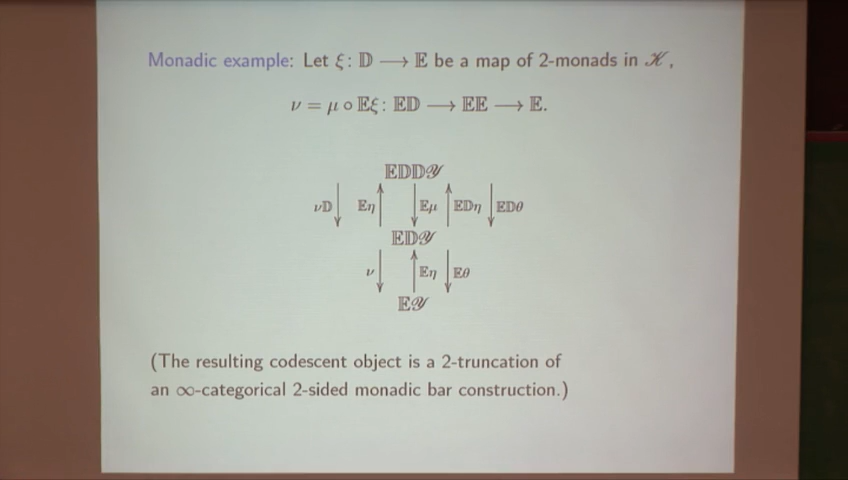 Monadic example: Let ξ: 𝔻 ⟶ 𝔼 be a map of 2-monads in 𝒦,
ν = μ ∘ 𝔼ξ: 𝔼𝔻 ⟶ 𝔼𝔼 ⟶ 𝔼.
𝔼𝔻𝔻𝒴
ν𝔻 𝔼η 𝔼μ 𝔼𝔻η 𝔼𝔻θ
𝔼𝔻𝒴
ν 𝔼η 𝔼θ
𝔼𝒴
(The resulting codescent object is a 2-truncation of
an ∞-categorical 2-sided monadic bar construction.)